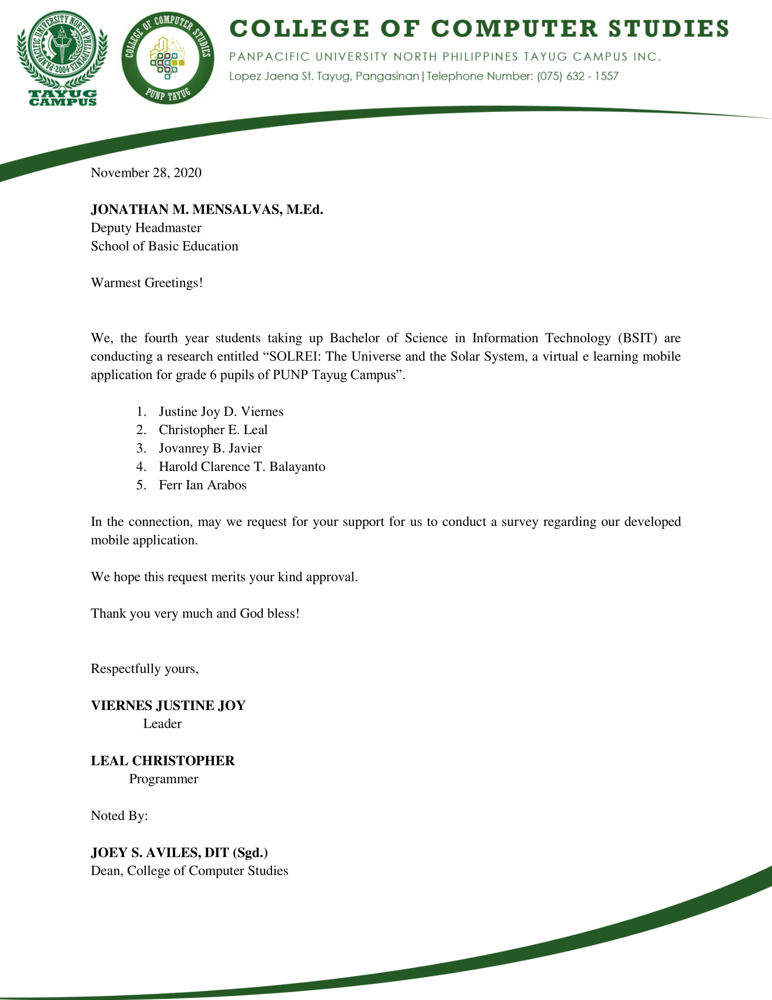 PANPACIFIC UNIVERSITY NORTH PHILIPPINES
·2004·
TAYUG
CAMPUS
COLLEGE OF COMPUTER STUDIES
PUNP TAYUG
COLLEGE OF COMPUTER STUDIES
PANPACIFIC UNIVERSITY NORTH PHILIPPINES TAYUG CAMPUS INC.
Lopez Jaena St. Tayug, Pangasinan|Telephone Number: (075) 632 - 1557
November 28, 2020
JONATHAN M. MENSALVAS, M.Ed.
Deputy Headmaster
School of Basic Education
Warmest Greetings!
We, the fourth year students taking up Bachelor of Science in Information Technology (BSIT) are
conducting a research entitled “SOLREI: The Universe and the Solar System, a virtual e learning mobile
application for grade 6 pupils of PUNP Tayug Campus”.
1. Justine Joy D. Viernes
2. Christopher E. Leal
3. Jovanrey B. Javier
4. Harold Clarence T. Balayanto
5. Ferr Ian Arabos
In the connection, may we request for your support for us to conduct a survey regarding our developed
mobile application.
We hope this request merits your kind approval.
Thank you very much and God bless!
Respectfully yours,
VIERNES JUSTINE JOY
Leader
LEAL CHRISTOPHER
Programmer
Noted By:
JOEY S. AVILES, DIT (Sgd.)
Dean, College of Computer Studies